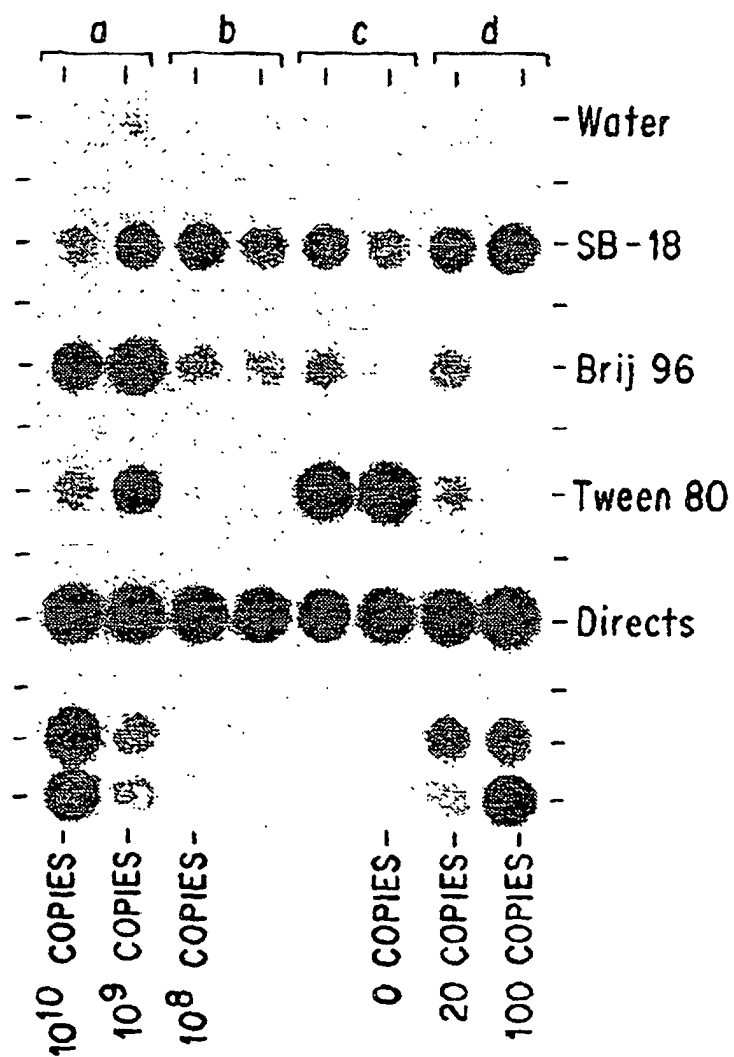 a b c d
Water
SB-18
Brij 96
Tween 80
Directs
10¹⁰ COPIES
10⁹ COPIES
10⁸ COPIES
0 COPIES
20 COPIES
100 COPIES